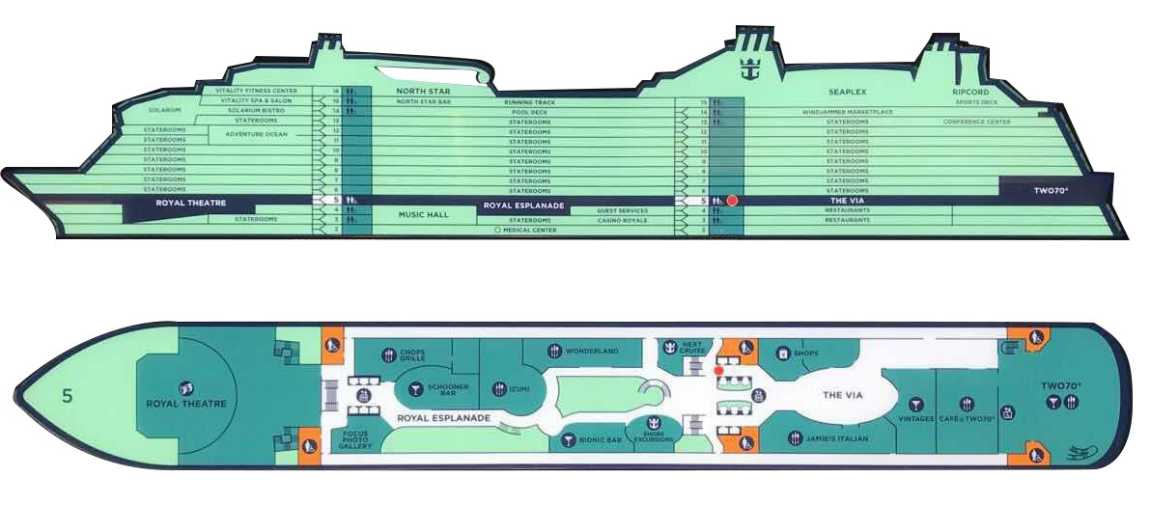 VITALITY FITNESS CENTER 16 NORTH STAR SEAPLEX RIPCORD
SOLARIUM VITALITY SPA & SALON 15 NORTH STAR BAR RUNNING TRACK 15 SPORTS DECK
SOLARIUM BISTRO 14 POOL DECK 14 WINDJAMMER MARKETPLACE
STATEROOMS 13 STATEROOMS 13 STATEROOMS CONFERENCE CENTER
STATEROOMS ADVENTURE OCEAN 12 STATEROOMS 12 STATEROOMS
STATEROOMS 11 STATEROOMS 11 STATEROOMS
STATEROOMS 10 STATEROOMS 10 STATEROOMS
STATEROOMS 9 STATEROOMS 9 STATEROOMS
STATEROOMS 8 STATEROOMS 8 STATEROOMS
STATEROOMS 7 STATEROOMS 7 STATEROOMS
STATEROOMS 6 STATEROOMS 6 STATEROOMS TWO70°
ROYAL THEATRE 5 ROYAL ESPLANADE 5 THE VIA
4 MUSIC HALL GUEST SERVICES 4 RESTAURANTS
STATEROOMS 3 STATEROOMS CASINO ROYALE 3 RESTAURANTS
2 MEDICAL CENTER 2
5
ROYAL THEATRE
CHOPS
GRILLE
WONDERLAND
NEXT
CRUISE
SHOPS
SCHOONER
BAR
IZUMI
ROYAL ESPLANADE
THE VIA
TWO70°
VINTAGES
CAFÉ @ TWO70°
FOCUS
PHOTO
GALLERY
BIONIC BAR
SHORE
EXCURSIONS
JAMIE'S ITALIAN